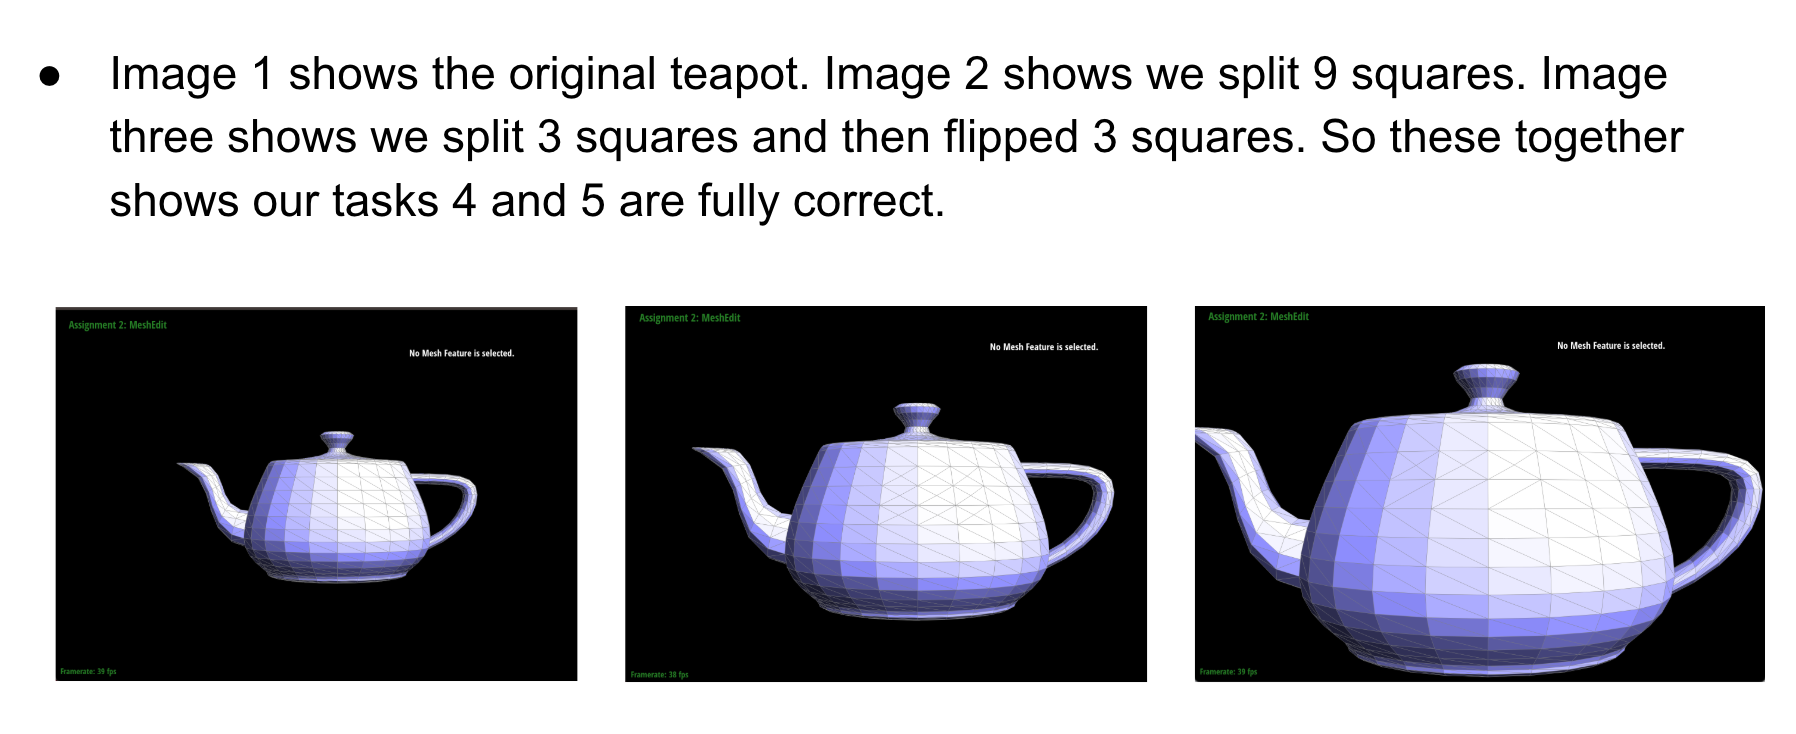 ● Image 1 shows the original teapot. Image 2 shows we split 9 squares. Image
three shows we split 3 squares and then flipped 3 squares. So these together
shows our tasks 4 and 5 are fully correct.
Assignment 2: MeshEdit
No Mesh Feature is selected.
Framerate: 39 fps
Assignment 2: MeshEdit
No Mesh Feature is selected.
Framerate: 38 fps
Assignment 2: MeshEdit
No Mesh Feature is selected.
Framerate: 39 fps